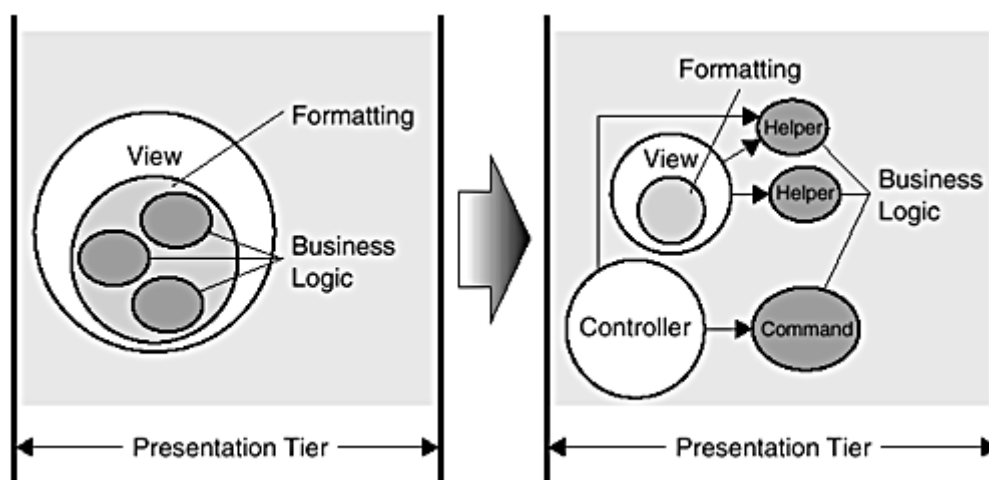 Formatting
View
Business
Logic
Presentation Tier
Formatting
Helper
View
Helper
Business
Logic
Controller
Command
Presentation Tier